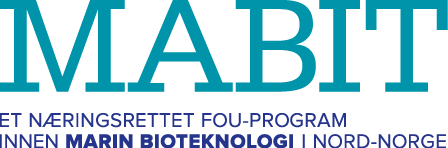 MABIT
ET NÆRINGSRETTET FOU-PROGRAM
INNEN MARIN BIOTEKNOLOGI I NORD-NORGE